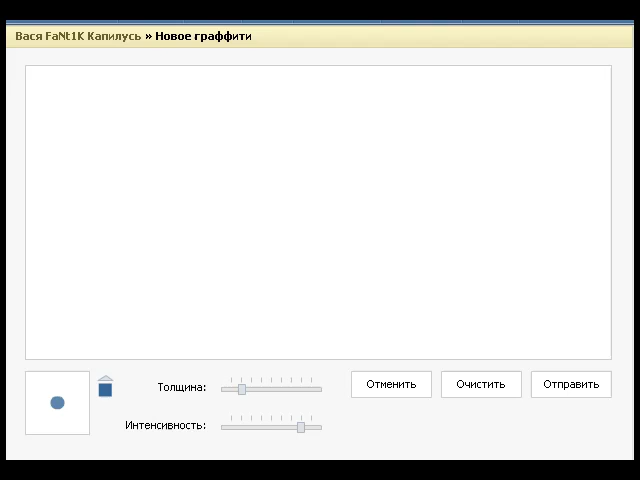 Вася FaNt1K Капилусь » Новое граффити
Толщина:
Отменить
Очистить
Отправить
Интенсивность: